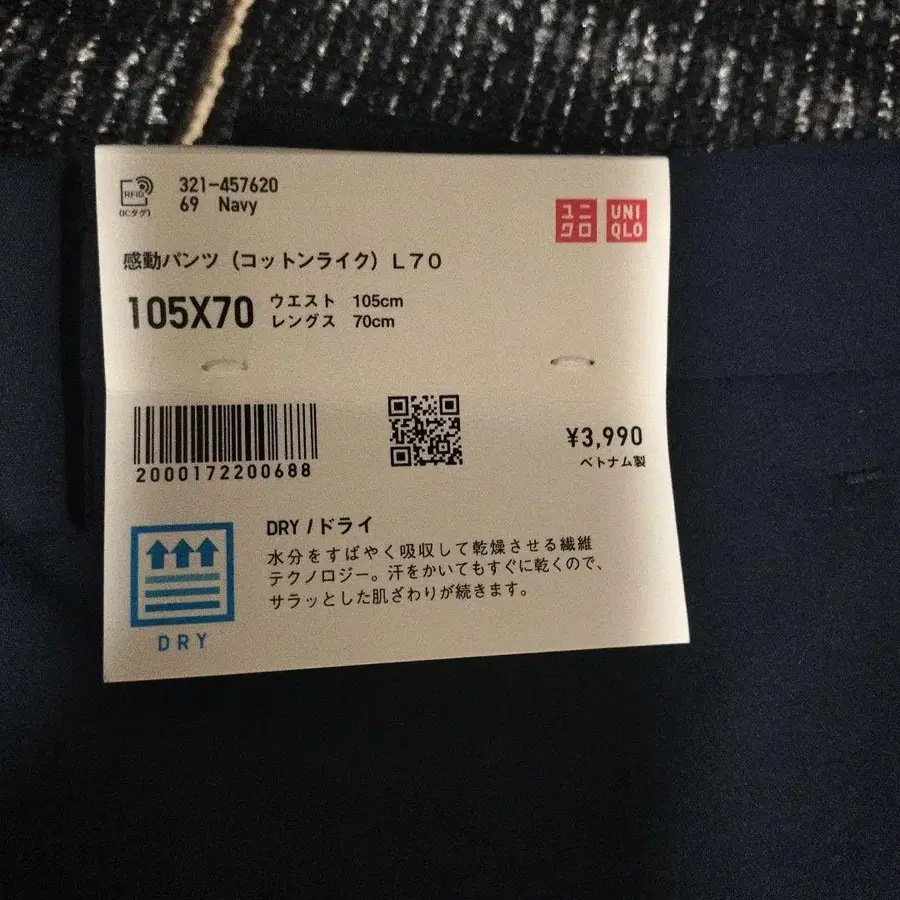 RFID
(ICタグ)
321-457620
69 Navy
ユニ
クロ
UNI
QLO
感動パンツ（コットンライク）L70
105X70
ウエスト 105cm
レングス 70cm
2000172200688
¥3,990
ベトナム製
DRY
DRY /ドライ
水分をすばやく吸収して乾燥させる繊維
テクノロジー。汗をかいてもすぐに乾くので、
サラッとした肌ざわりが続きます。